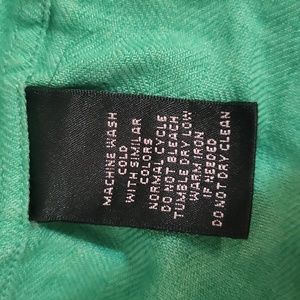 MACHINE WASH
COLD
WITH SIMILAR
COLORS
NORMAL CYCLE
DO NOT BLEACH
TUMBLE DRY LOW
WARM IRON
IF NEEDED
DO NOT DRY CLEAN